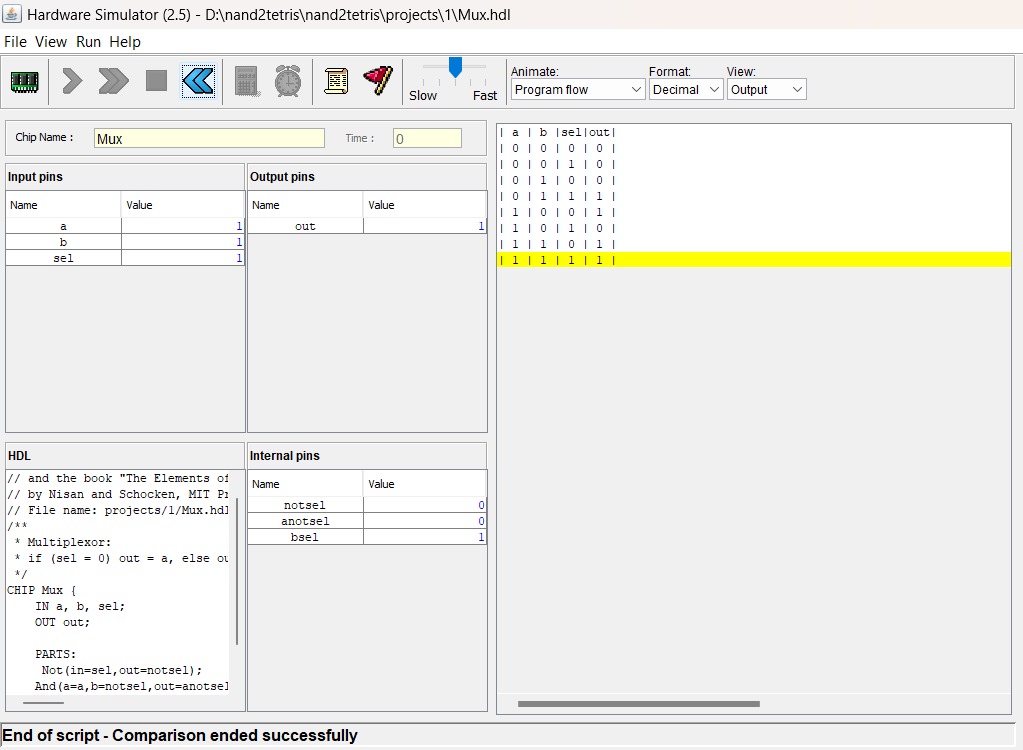 Hardware Simulator (2.5) - D:\nand2tetris\nand2tetris\projects\1\Mux.hdl
File View Run Help
Slow Fast
Animate: Format: View:
Program flow Decimal Output
Chip Name : Mux Time : 0
Input pins
Name Value
a 1
b 1
sel 1
Output pins
Name Value
out 1
HDL
// and the book "The Elements of
// by Nisan and Schocken, MIT Pr
// File name: projects/1/Mux.hdl
/**
* Multiplexor:
* if (sel = 0) out = a, else ou
*/
CHIP Mux {
IN a, b, sel;
OUT out;
PARTS:
Not(in=sel,out=notsel);
And(a=a,b=notsel,out=anotsel
Internal pins
Name Value
notsel 0
anotsel 0
bsel 1
| a | b |sel|out|
| 0 | 0 | 0 | 0 |
| 0 | 0 | 1 | 0 |
| 0 | 1 | 0 | 0 |
| 0 | 1 | 1 | 1 |
| 1 | 0 | 0 | 1 |
| 1 | 0 | 1 | 0 |
| 1 | 1 | 0 | 1 |
| 1 | 1 | 1 | 1 |
End of script - Comparison ended successfully